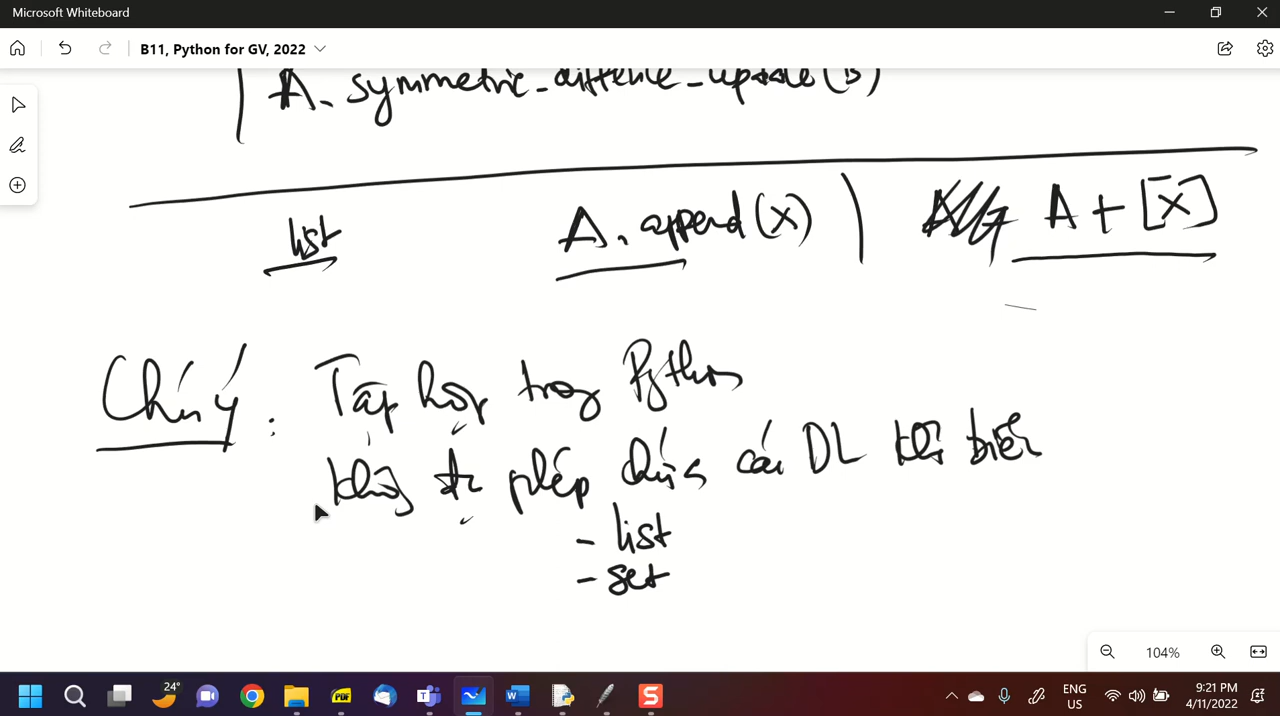 Microsoft Whiteboard
B11, Python for GV, 2022
A. symmetric_difference_update(B)
list A. append(x) A + [x]
Chú ý : Tập hợp trong Python
không đc phép chứa các DL khả biến
- list
- set
104%
24°
ENG
US
9:21 PM
4/11/2022